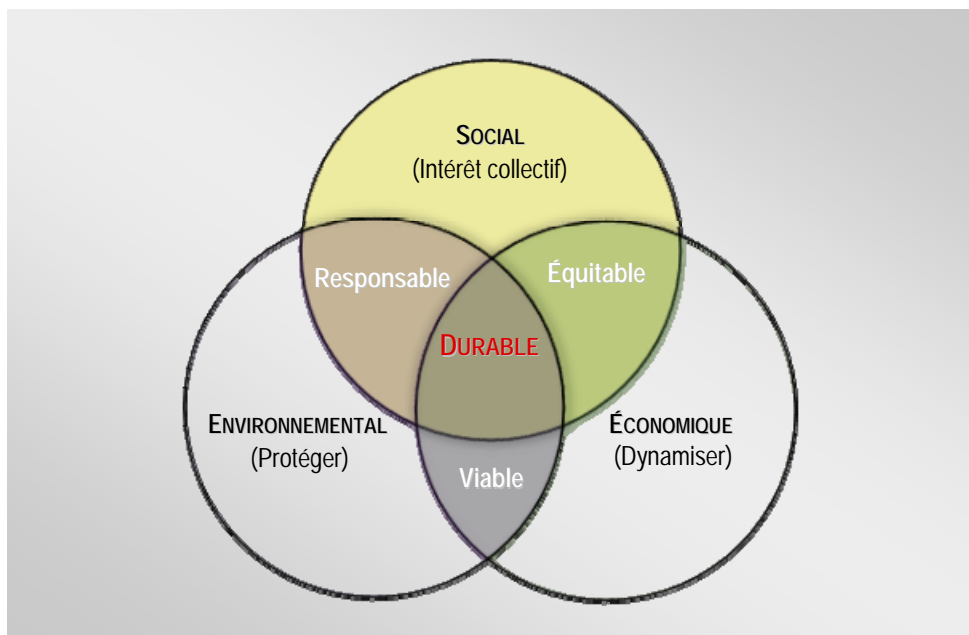 SOCIAL
(Intérêt collectif)
Responsable
Équitable
DURABLE
ENVIRONNEMENTAL
(Protéger)
ÉCONOMIQUE
(Dynamiser)
Viable